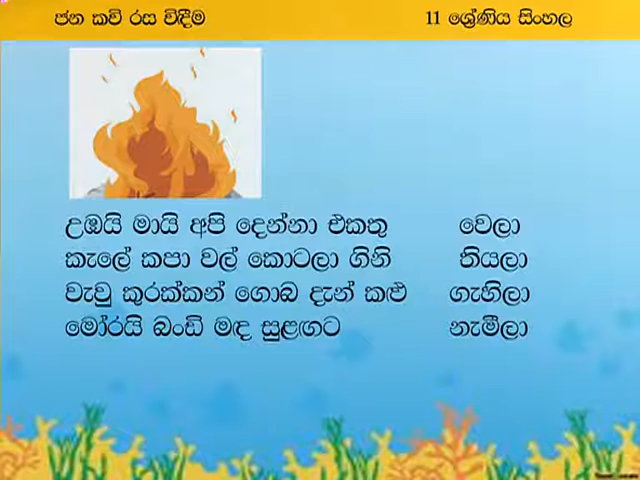 ජන කවි රස විඳීම
11 ශ්‍රේණිය සිංහල
උඹයි මායි අපි දෙන්නා එකතු වෙලා
කැලේ කපා වල් කොටලා ගිනි තියලා
වැවු කුරක්කන් ගොබ දැන් කළු ගැහිලා
මෝරයි බංඩි මඳ සුළඟට නැමීලා